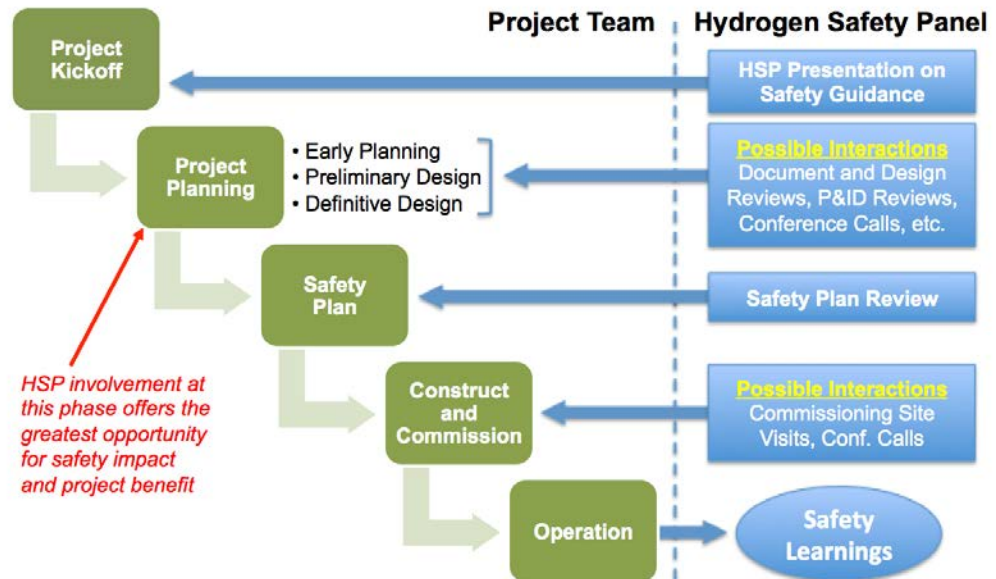 Project Team
Hydrogen Safety Panel
Project
Kickoff
HSP Presentation on
Safety Guidance
Project
Planning
• Early Planning
• Preliminary Design
• Definitive Design
Possible Interactions
Document and Design
Reviews, P&ID Reviews,
Conference Calls, etc.
Safety
Plan
Safety Plan Review
HSP involvement at
this phase offers the
greatest opportunity
for safety impact
and project benefit
Construct
and
Commission
Possible Interactions
Commissioning Site
Visits, Conf. Calls
Operation
Safety
Learnings